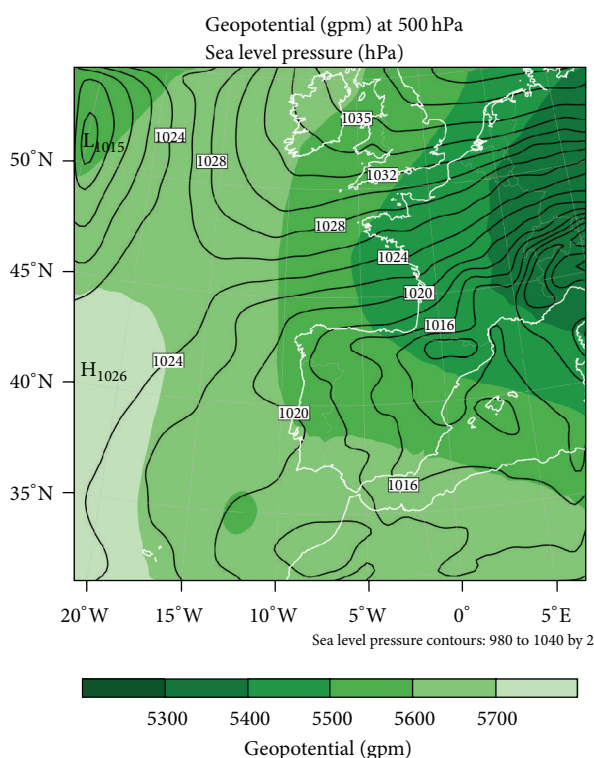 Geopotential (gpm) at 500 hPa
Sea level pressure (hPa)
1035
L1015
1024
50°N
1028
1032
1028
45°N
1024
1020
1016
H1026
1024
40°N
1020
1016
35°N
20°W 15°W 10°W 5°W 0° 5°E
Sea level pressure contours: 980 to 1040 by 2
5300 5400 5500 5600 5700
Geopotential (gpm)